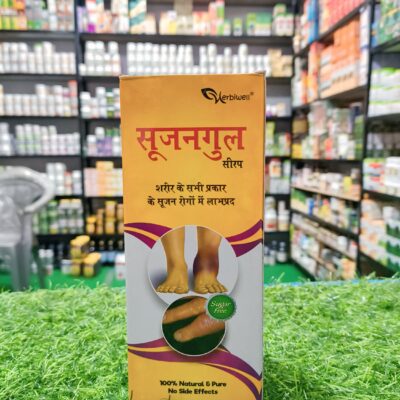 Herbiwell®
सूजनगुल
सीरप
शरीर के सभी प्रकार
के सूजन रोगों में लाभप्रद
Sugar
Free
100% Natural & Pure
No Side Effects